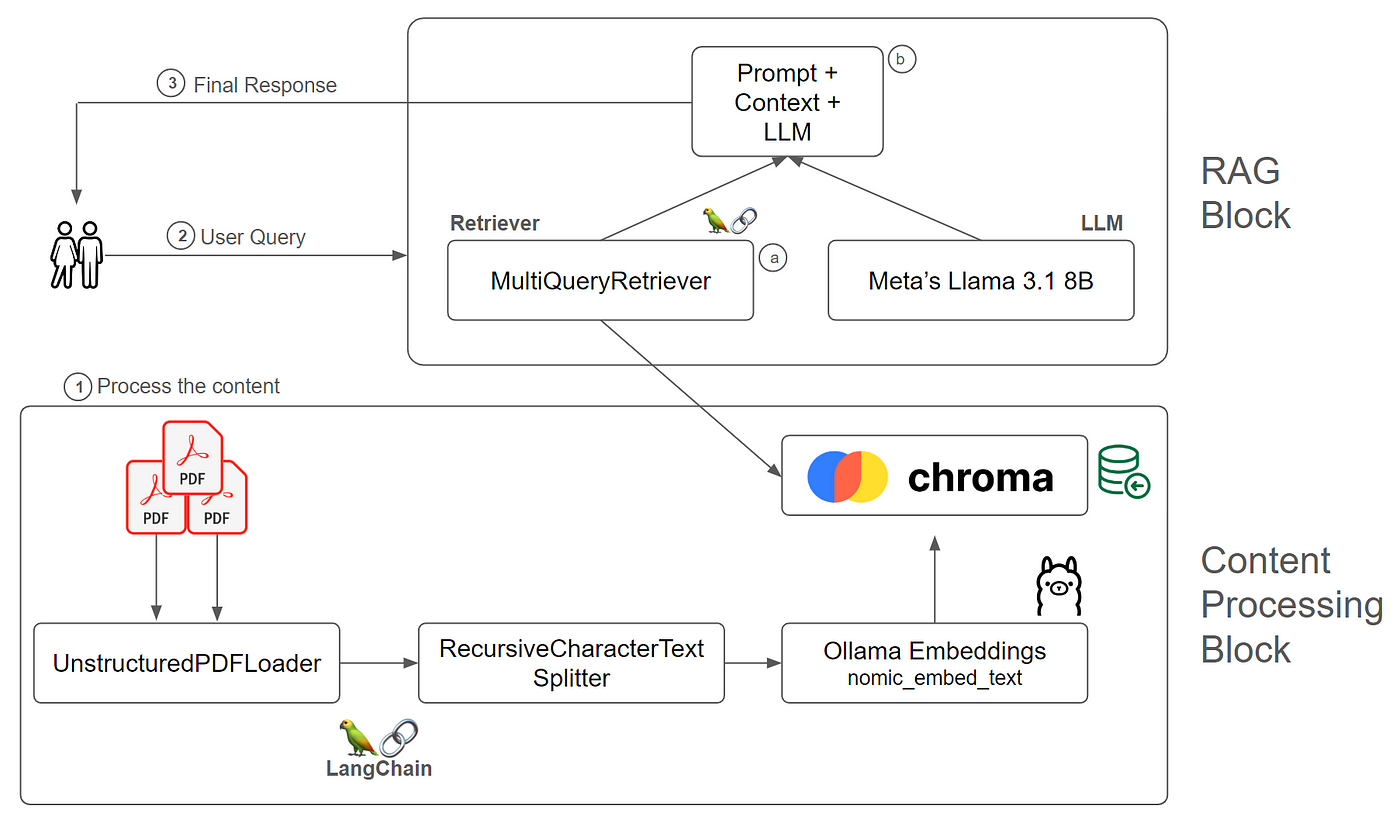 3 Final Response
Prompt +
Context +
LLM
b
RAG
Block
2 User Query
Retriever
LLM
MultiQueryRetriever
a
Meta’s Llama 3.1 8B
1 Process the content
PDF
PDF
PDF
chroma
Content
Processing
Block
UnstructuredPDFLoader
RecursiveCharacterText
Splitter
Ollama Embeddings
nomic_embed_text
LangChain